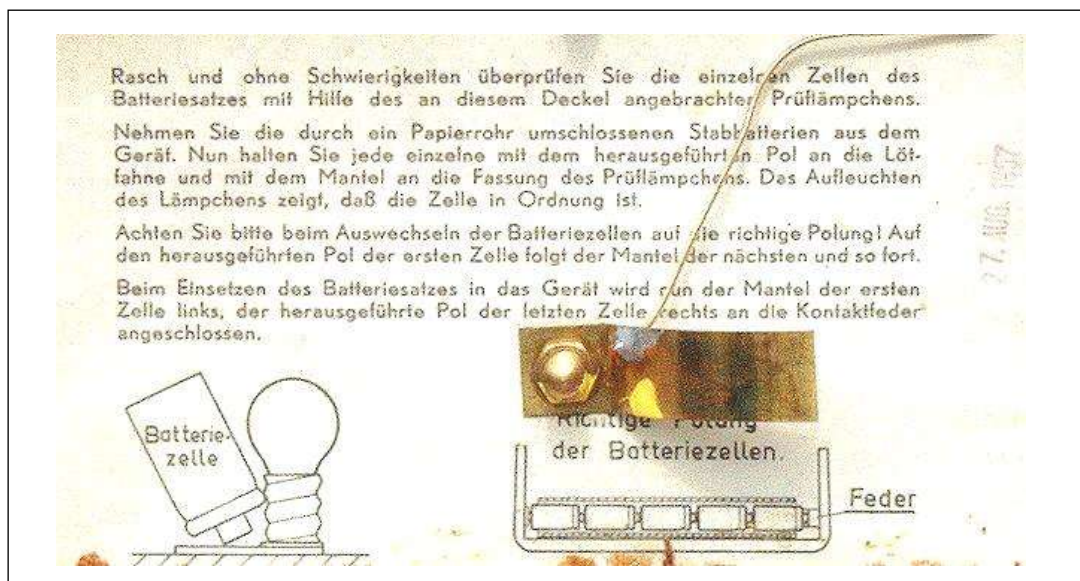 Rasch und ohne Schwierigkeiten überprüfen Sie die einzelnen Zellen des
Batteriesatzes mit Hilfe des an diesem Deckel angebrachten Prüflämpchens.
Nehmen Sie die durch ein Papierrohr umschlossenen Stabbatterien aus dem
Gerät. Nun halten Sie jede einzelne mit dem herausgeführten Pol an die Löt-
fahne und mit dem Mantel an die Fassung des Prüflämpchens. Das Aufleuchten
des Lämpchens zeigt, daß die Zelle in Ordnung ist.
Achten Sie bitte beim Auswechseln der Batteriezellen auf die richtige Polung! Auf
den herausgeführten Pol der ersten Zelle folgt der Mantel der nächsten und so fort.
Beim Einsetzen des Batteriesatzes in das Gerät wird nun der Mantel der ersten
Zelle links, der herausgeführte Pol der letzten Zelle rechts an die Kontaktfeder
angeschlossen.
Batterie-
zelle
Richtige Polung
der Batteriezellen.
Feder